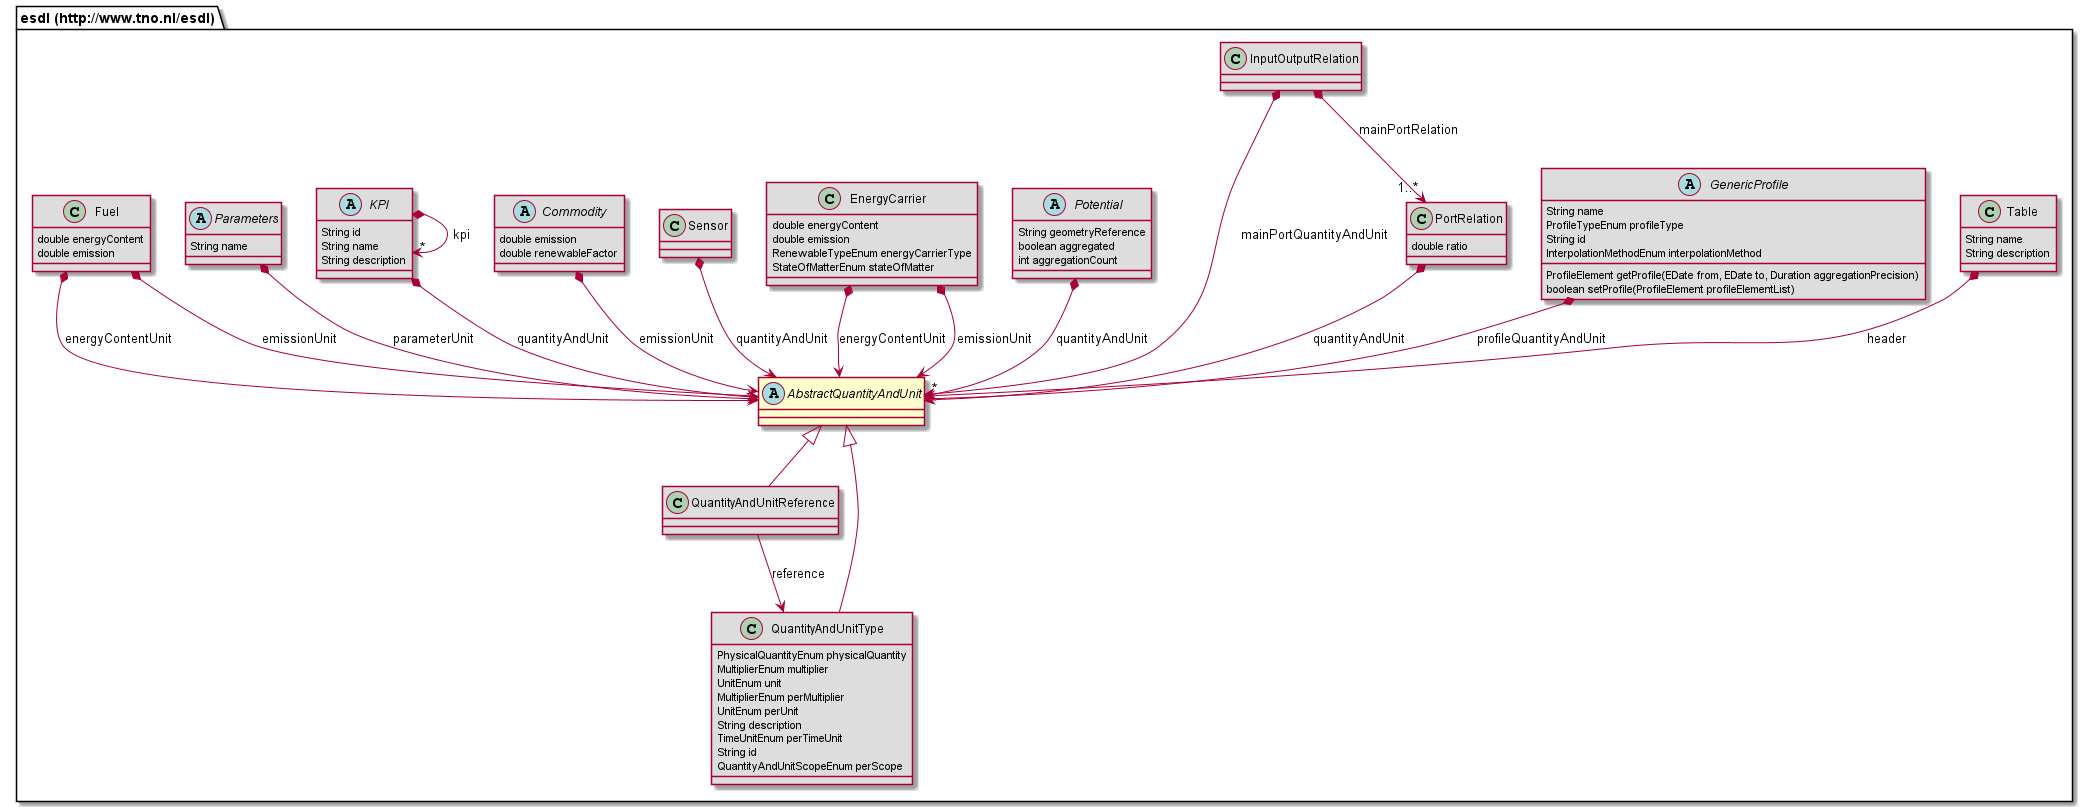 esdl (http://www.tno.nl/esdl)
C InputOutputRelation
mainPortRelation
1..*
C Fuel
double energyContent
double emission
A Parameters
String name
A KPI
String id
String name
String description
*
kpi
A Commodity
double emission
double renewableFactor
C Sensor
C EnergyCarrier
double energyContent
double emission
RenewableTypeEnum energyCarrierType
StateOfMatterEnum stateOfMatter
A Potential
String geometryReference
boolean aggregated
int aggregationCount
mainPortQuantityAndUnit
C PortRelation
double ratio
A GenericProfile
String name
ProfileTypeEnum profileType
String id
InterpolationMethodEnum interpolationMethod
ProfileElement getProfile(EDate from, EDate to, Duration aggregationPrecision)
boolean setProfile(ProfileElement profileElementList)
C Table
String name
String description
energyContentUnit
emissionUnit
parameterUnit
quantityAndUnit
emissionUnit
quantityAndUnit
energyContentUnit
emissionUnit
quantityAndUnit
quantityAndUnit
profileQuantityAndUnit
header
*
A AbstractQuantityAndUnit
C QuantityAndUnitReference
reference
C QuantityAndUnitType
PhysicalQuantityEnum physicalQuantity
MultiplierEnum multiplier
UnitEnum unit
MultiplierEnum perMultiplier
UnitEnum perUnit
String description
TimeUnitEnum perTimeUnit
String id
QuantityAndUnitScopeEnum perScope